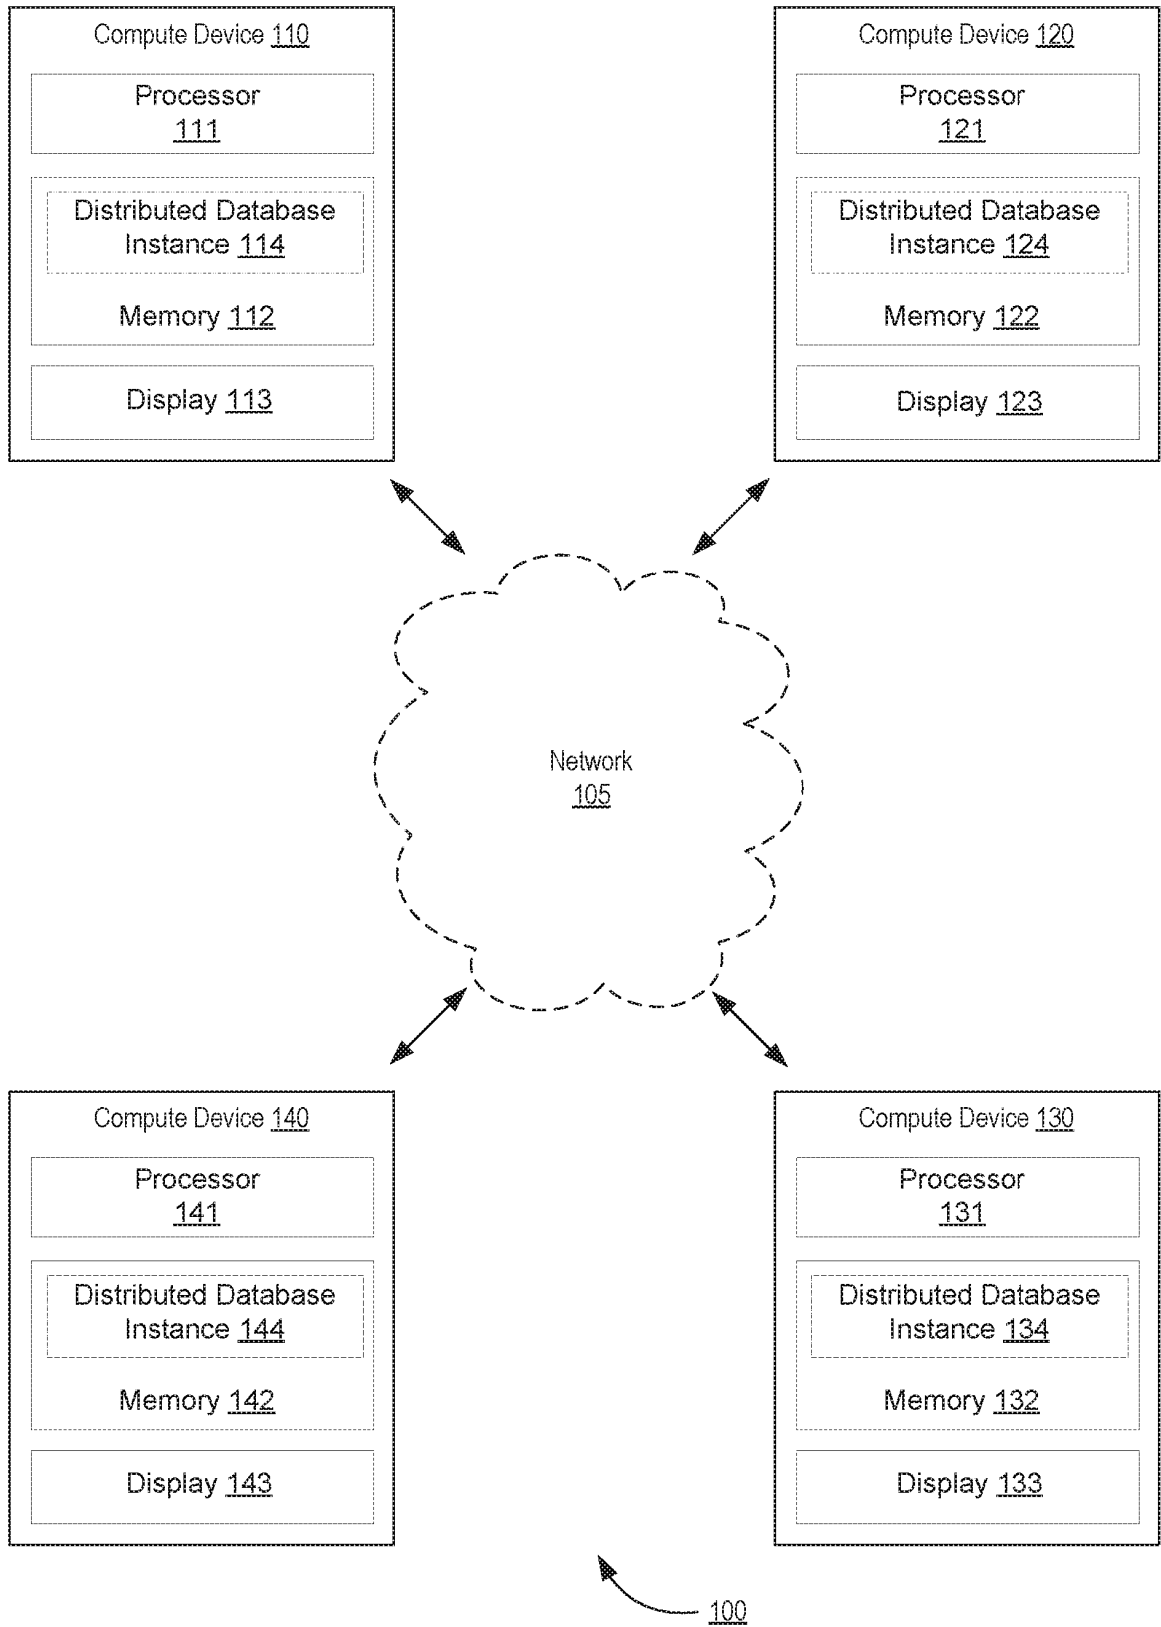 Compute Device 110
Processor
111
Distributed Database
Instance 114
Memory 112
Display 113
Compute Device 120
Processor
121
Distributed Database
Instance 124
Memory 122
Display 123
Network
105
Compute Device 140
Processor
141
Distributed Database
Instance 144
Memory 142
Display 143
Compute Device 130
Processor
131
Distributed Database
Instance 134
Memory 132
Display 133
100